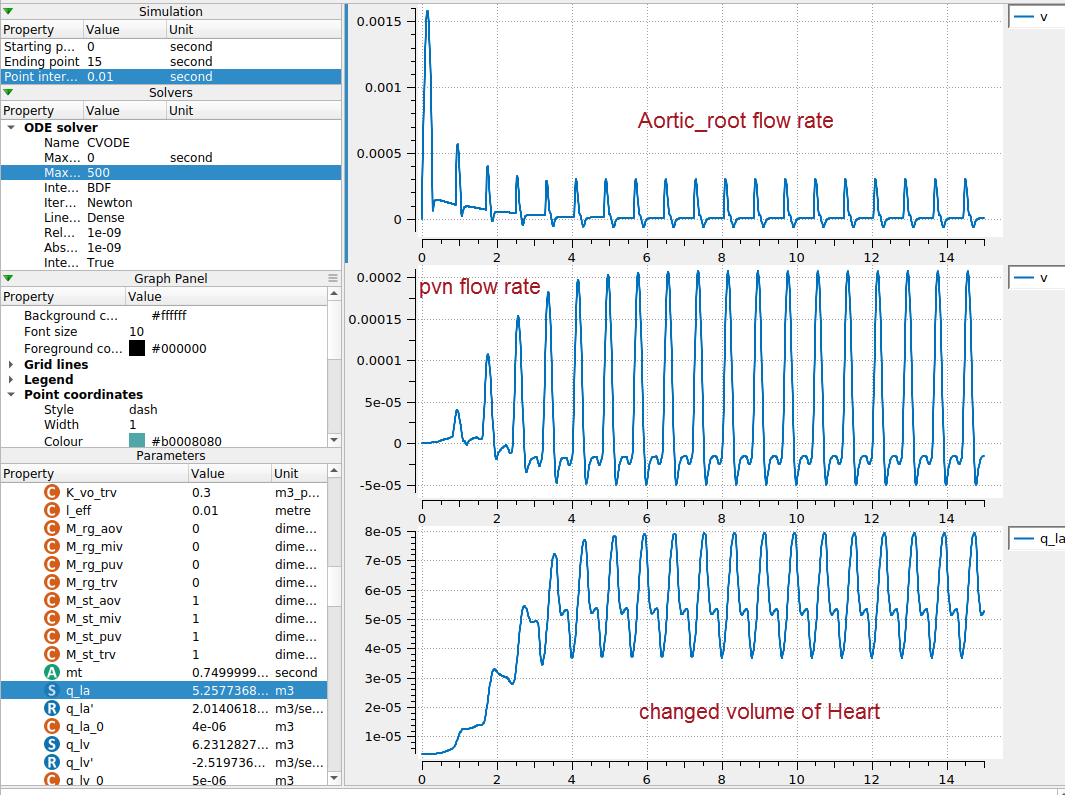 Simulation
Property Value Unit
Starting p... 0 second
Ending point 15 second
Point inter... 0.01 second
Solvers
Property Value Unit
ODE solver
Name CVODE
Max... 0 second
Max... 500
Inte... BDF
Iter... Newton
Line... Dense
Rel... 1e-09
Abs... 1e-09
Inte... True
Graph Panel
Property Value
Background c... #ffffff
Font size 10
Foreground co... #000000
Grid lines
Legend
Point coordinates
Style dash
Width 1
Colour #b0008080
Parameters
Property Value Unit
C K_vo_trv 0.3 m3_p...
C l_eff 0.01 metre
C M_rg_aov 0 dime...
C M_rg_miv 0 dime...
C M_rg_puv 0 dime...
C M_rg_trv 0 dime...
C M_st_aov 1 dime...
C M_st_miv 1 dime...
C M_st_puv 1 dime...
C M_st_trv 1 dime...
A mt 0.7499999... second
S q_la 5.2577368... m3
R q_la' 2.0140618... m3/se...
C q_la_0 4e-06 m3
S q_lv 6.2312827... m3
R q_lv' -2.519736... m3/se...
C q_lv_0 5e-06 m3
0.0015
0.001
0.0005
0
0 2 4 6 8 10 12 14
Aortic_root flow rate
v
0.0002
0.00015
0.0001
5e-05
0
-5e-05
0 2 4 6 8 10 12 14
pvn flow rate
v
8e-05
7e-05
6e-05
5e-05
4e-05
3e-05
2e-05
1e-05
0 2 4 6 8 10 12 14
changed volume of Heart
q_la